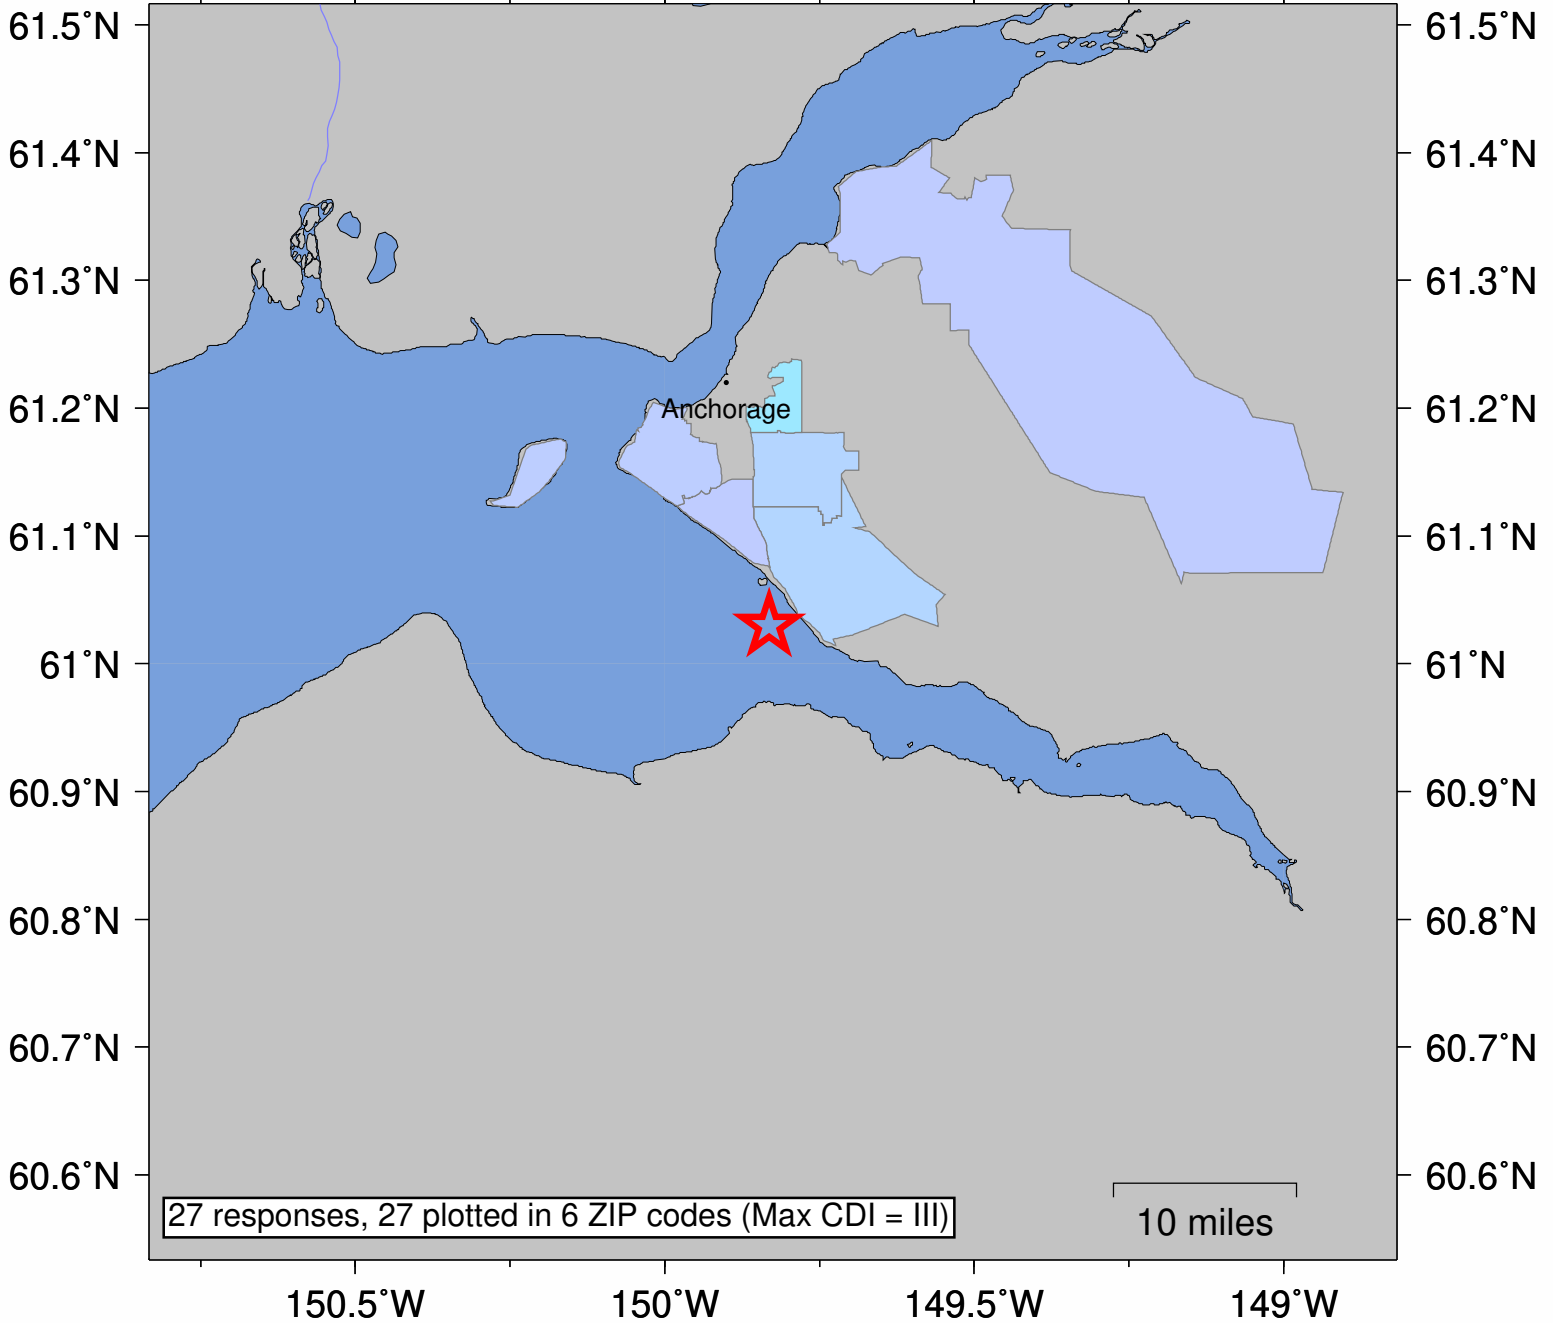 61.5°N 61.5°N
61.4°N 61.4°N
61.3°N 61.3°N
61.2°N Anchorage 61.2°N
61.1°N 61.1°N
61°N 61°N
60.9°N 60.9°N
60.8°N 60.8°N
60.7°N 60.7°N
60.6°N 60.6°N
27 responses, 27 plotted in 6 ZIP codes (Max CDI = III)
10 miles
150.5°W 150°W 149.5°W 149°W